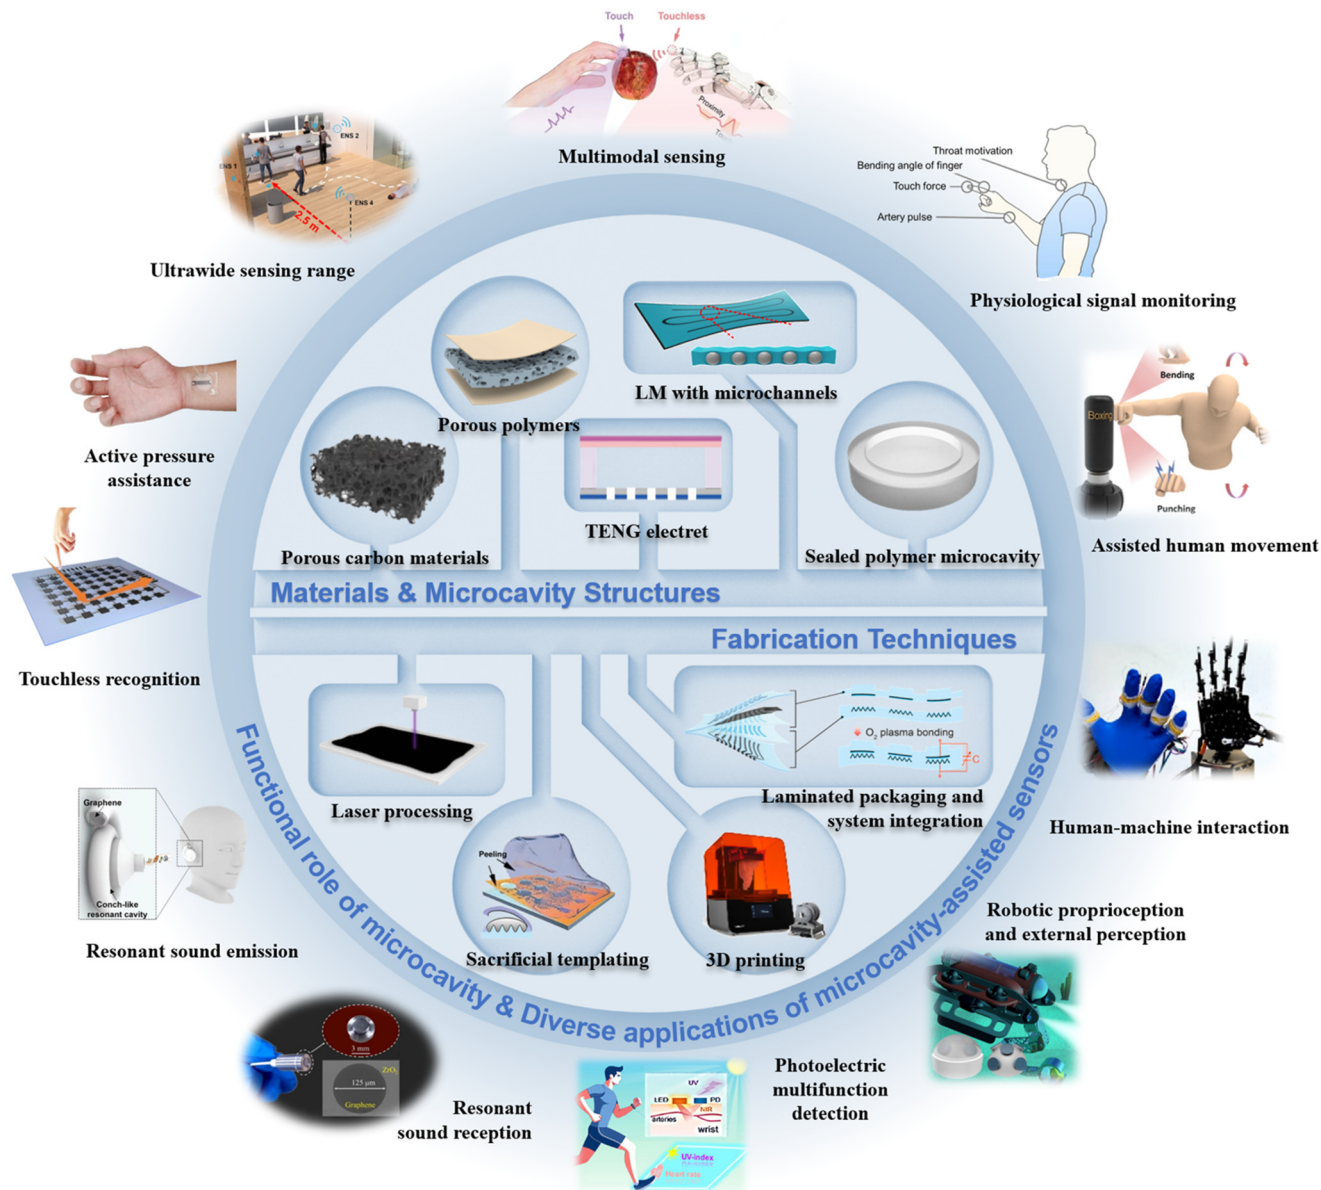 Touch
Touchless
Proximity
Multimodal sensing
ENS 1
ENS 2
ENS 4
2.5 m
Ultrawide sensing range
Throat motivation
Bending angle of finger
Touch force
Artery pulse
Physiological signal monitoring
Active pressure
assistance
Bending
Boxing
Punching
Assisted human movement
Touchless recognition
Porous polymers
LM with microchannels
Porous carbon materials
TENG electret
Sealed polymer microcavity
Materials & Microcavity Structures
Fabrication Techniques
Laser processing
O2 plasma bonding
C
Laminated packaging and
system integration
Peeling
Sacrificial templating
3D printing
Functional role of microcavity & Diverse applications of microcavity-assisted sensors
Human-machine interaction
Graphene
Conch-like
resonant cavity
Resonant sound emission
Robotic proprioception
and external perception
3 mm
ZrO2
125 μm
Graphene
Resonant
sound reception
UV
LED
PD
NIR
arteries
wrist
UV-index
Heart rate
Photoelectric
multifunction
detection